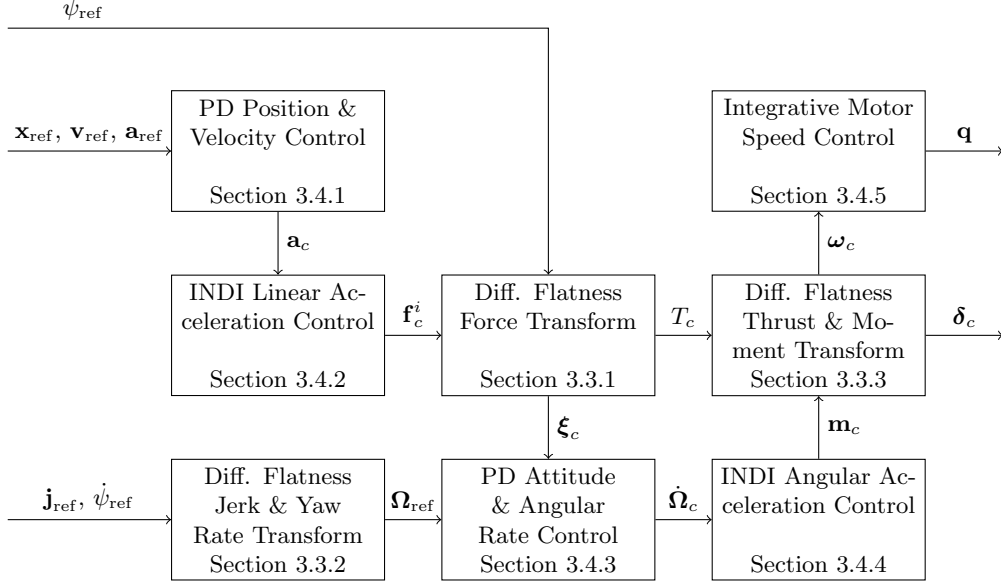 ψ_ref
PD Position &
Velocity Control
Section 3.4.1
Integrative Motor
Speed Control
Section 3.4.5
x_ref, v_ref, a_ref
q
a_c
ω_c
INDI Linear Ac-
celeration Control
Section 3.4.2
f_c^i
Diff. Flatness
Force Transform
Section 3.3.1
T_c
Diff. Flatness
Thrust & Mo-
ment Transform
Section 3.3.3
δ_c
ξ_c
m_c
j_ref, ψ̇_ref
Diff. Flatness
Jerk & Yaw
Rate Transform
Section 3.3.2
Ω_ref
PD Attitude
& Angular
Rate Control
Section 3.4.3
Ω̇_c
INDI Angular Ac-
celeration Control
Section 3.4.4